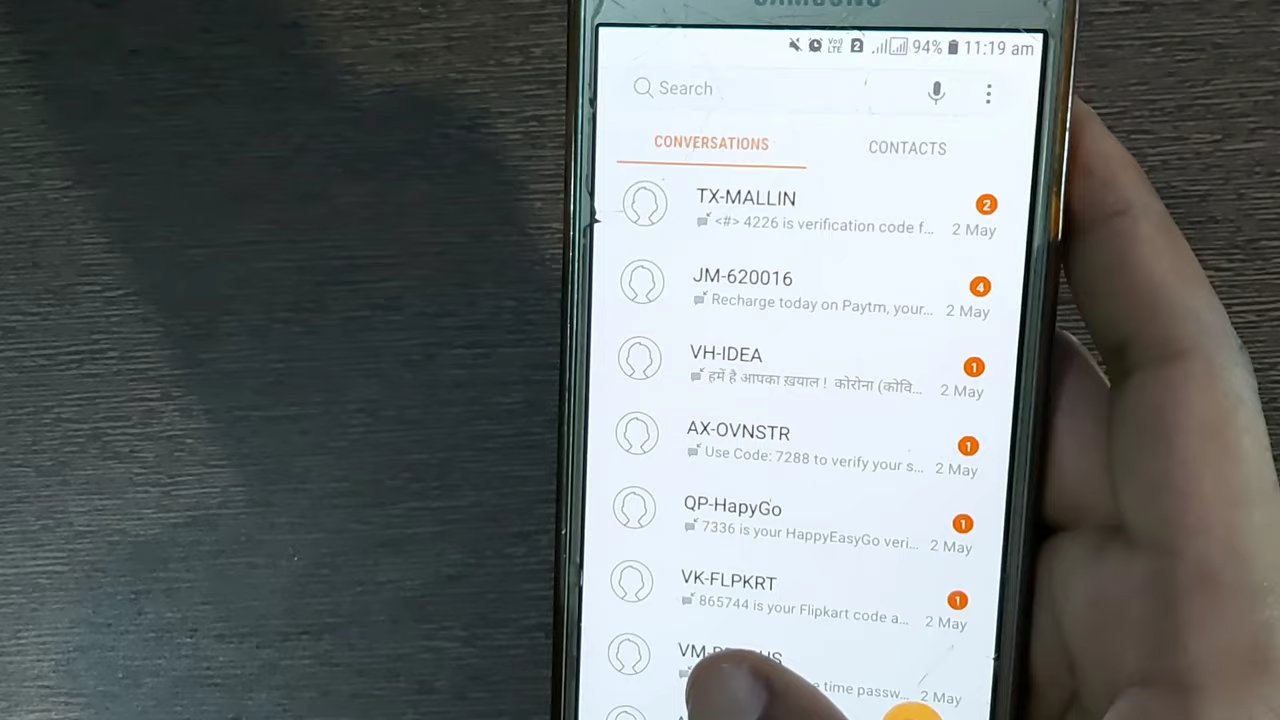 SAMSUNG
Vo) LTE 2 94% 11:19 am
Search
CONVERSATIONS CONTACTS
TX-MALLIN 2
<#> 4226 is verification code f... 2 May
JM-620016 4
Recharge today on Paytm, your... 2 May
VH-IDEA 1
हमें है आपका ख़याल ! कोरोना (कोवि... 2 May
AX-OVNSTR 1
Use Code: 7288 to verify your s... 2 May
QP-HapyGo 1
7336 is your HappyEasyGo veri... 2 May
VK-FLPKRT 1
865744 is your Flipkart code a... 2 May
time passw... 2 May